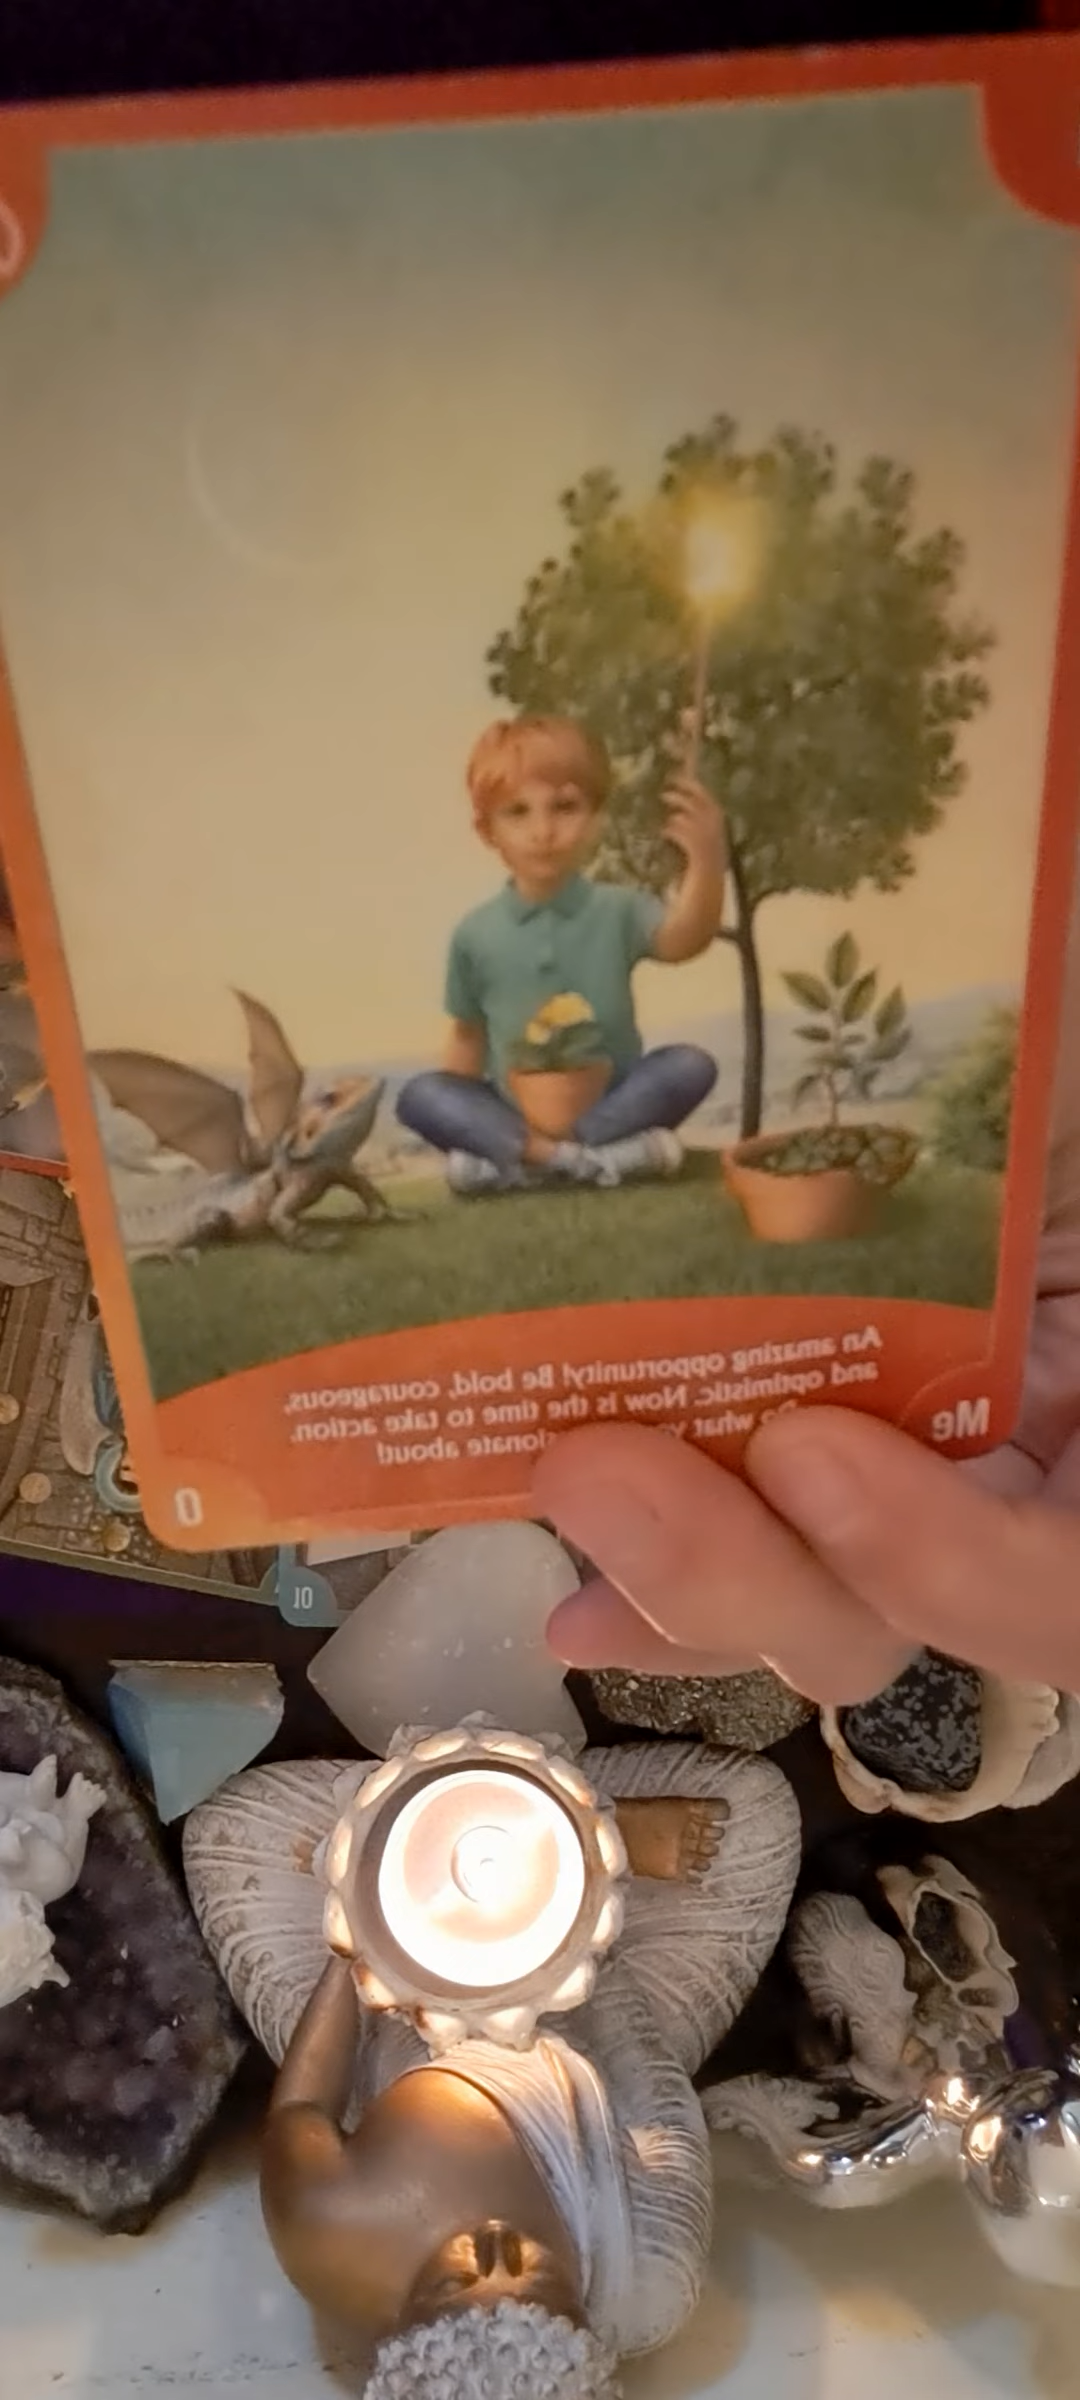 An amazing opportunity! Be bold, courageous,
and optimistic. Now is the time to take action.
what about!
Me
0
10